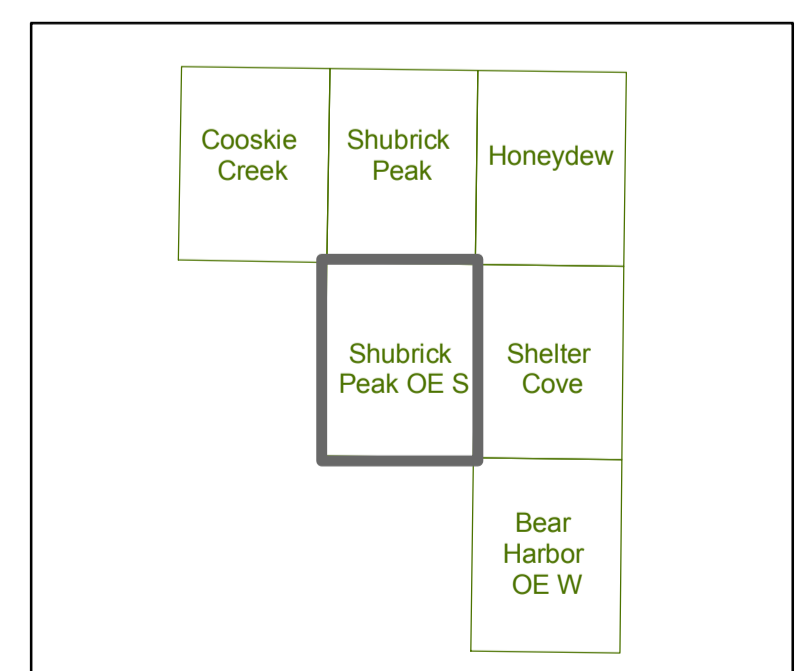 Cooskie
Creek
Shubrick
Peak
Honeydew
Shubrick
Peak OE S
Shelter
Cove
Bear
Harbor
OE W